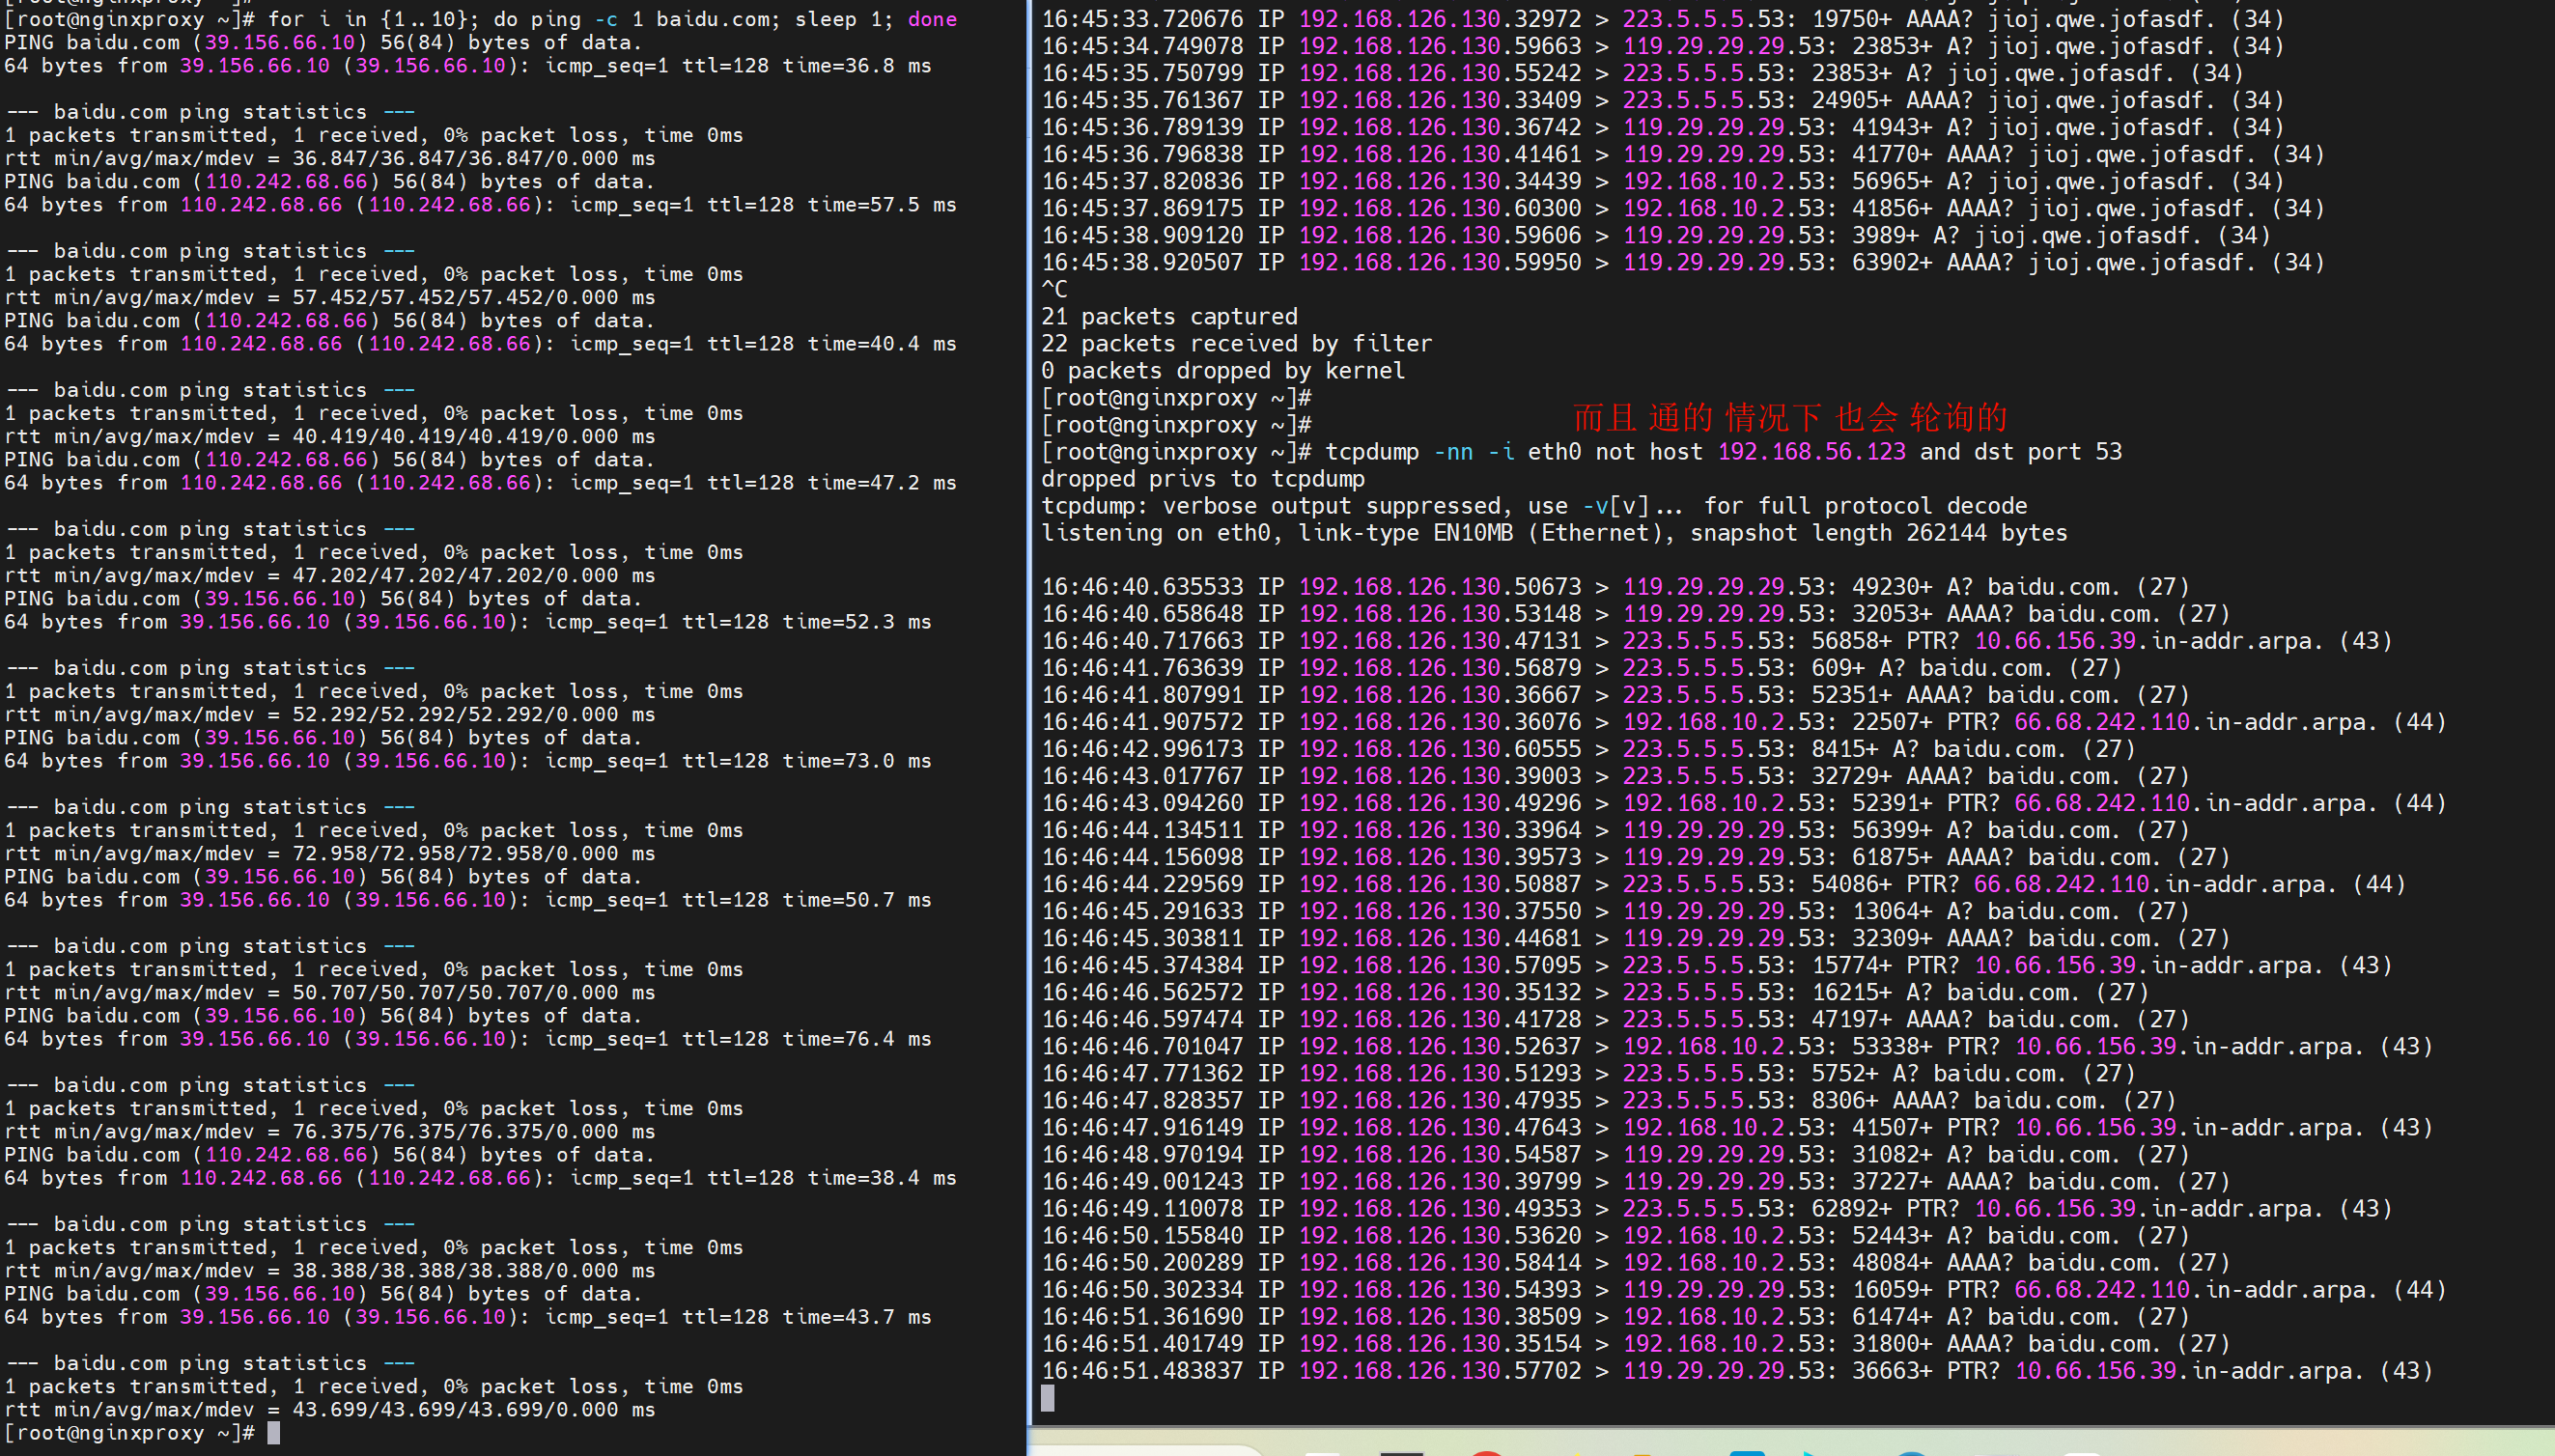 [root@nginxproxy ~]# for i in {1..10}; do ping -c 1 baidu.com; sleep 1; done
PING baidu.com (39.156.66.10) 56(84) bytes of data.
64 bytes from 39.156.66.10 (39.156.66.10): icmp_seq=1 ttl=128 time=36.8 ms
--- baidu.com ping statistics ---
1 packets transmitted, 1 received, 0% packet loss, time 0ms
rtt min/avg/max/mdev = 36.847/36.847/36.847/0.000 ms
PING baidu.com (110.242.68.66) 56(84) bytes of data.
64 bytes from 110.242.68.66 (110.242.68.66): icmp_seq=1 ttl=128 time=57.5 ms
--- baidu.com ping statistics ---
1 packets transmitted, 1 received, 0% packet loss, time 0ms
rtt min/avg/max/mdev = 57.452/57.452/57.452/0.000 ms
PING baidu.com (110.242.68.66) 56(84) bytes of data.
64 bytes from 110.242.68.66 (110.242.68.66): icmp_seq=1 ttl=128 time=40.4 ms
--- baidu.com ping statistics ---
1 packets transmitted, 1 received, 0% packet loss, time 0ms
rtt min/avg/max/mdev = 40.419/40.419/40.419/0.000 ms
PING baidu.com (110.242.68.66) 56(84) bytes of data.
64 bytes from 110.242.68.66 (110.242.68.66): icmp_seq=1 ttl=128 time=47.2 ms
--- baidu.com ping statistics ---
1 packets transmitted, 1 received, 0% packet loss, time 0ms
rtt min/avg/max/mdev = 47.202/47.202/47.202/0.000 ms
PING baidu.com (39.156.66.10) 56(84) bytes of data.
64 bytes from 39.156.66.10 (39.156.66.10): icmp_seq=1 ttl=128 time=52.3 ms
--- baidu.com ping statistics ---
1 packets transmitted, 1 received, 0% packet loss, time 0ms
rtt min/avg/max/mdev = 52.292/52.292/52.292/0.000 ms
PING baidu.com (39.156.66.10) 56(84) bytes of data.
64 bytes from 39.156.66.10 (39.156.66.10): icmp_seq=1 ttl=128 time=73.0 ms
--- baidu.com ping statistics ---
1 packets transmitted, 1 received, 0% packet loss, time 0ms
rtt min/avg/max/mdev = 72.958/72.958/72.958/0.000 ms
PING baidu.com (39.156.66.10) 56(84) bytes of data.
64 bytes from 39.156.66.10 (39.156.66.10): icmp_seq=1 ttl=128 time=50.7 ms
--- baidu.com ping statistics ---
1 packets transmitted, 1 received, 0% packet loss, time 0ms
rtt min/avg/max/mdev = 50.707/50.707/50.707/0.000 ms
PING baidu.com (39.156.66.10) 56(84) bytes of data.
64 bytes from 39.156.66.10 (39.156.66.10): icmp_seq=1 ttl=128 time=76.4 ms
--- baidu.com ping statistics ---
1 packets transmitted, 1 received, 0% packet loss, time 0ms
rtt min/avg/max/mdev = 76.375/76.375/76.375/0.000 ms
PING baidu.com (110.242.68.66) 56(84) bytes of data.
64 bytes from 110.242.68.66 (110.242.68.66): icmp_seq=1 ttl=128 time=38.4 ms
--- baidu.com ping statistics ---
1 packets transmitted, 1 received, 0% packet loss, time 0ms
rtt min/avg/max/mdev = 38.388/38.388/38.388/0.000 ms
PING baidu.com (39.156.66.10) 56(84) bytes of data.
64 bytes from 39.156.66.10 (39.156.66.10): icmp_seq=1 ttl=128 time=43.7 ms
--- baidu.com ping statistics ---
1 packets transmitted, 1 received, 0% packet loss, time 0ms
rtt min/avg/max/mdev = 43.699/43.699/43.699/0.000 ms
[root@nginxproxy ~]#
16:45:33.720676 IP 192.168.126.130.32972 > 223.5.5.5.53: 19750+ AAAA? jioj.qwe.jofasdf. (34)
16:45:34.749078 IP 192.168.126.130.59663 > 119.29.29.29.53: 23853+ A? jioj.qwe.jofasdf. (34)
16:45:35.750799 IP 192.168.126.130.55242 > 223.5.5.5.53: 23853+ A? jioj.qwe.jofasdf. (34)
16:45:35.761367 IP 192.168.126.130.33409 > 223.5.5.5.53: 24905+ AAAA? jioj.qwe.jofasdf. (34)
16:45:36.789139 IP 192.168.126.130.36742 > 119.29.29.29.53: 41943+ A? jioj.qwe.jofasdf. (34)
16:45:36.796838 IP 192.168.126.130.41461 > 119.29.29.29.53: 41770+ AAAA? jioj.qwe.jofasdf. (34)
16:45:37.820836 IP 192.168.126.130.34439 > 192.168.10.2.53: 56965+ A? jioj.qwe.jofasdf. (34)
16:45:37.869175 IP 192.168.126.130.60300 > 192.168.10.2.53: 41856+ AAAA? jioj.qwe.jofasdf. (34)
16:45:38.909120 IP 192.168.126.130.59606 > 119.29.29.29.53: 3989+ A? jioj.qwe.jofasdf. (34)
16:45:38.920507 IP 192.168.126.130.59950 > 119.29.29.29.53: 63902+ AAAA? jioj.qwe.jofasdf. (34)
^C
21 packets captured
22 packets received by filter
0 packets dropped by kernel
[root@nginxproxy ~]#
而且 通的 情况下 也会 轮询的
[root@nginxproxy ~]#
[root@nginxproxy ~]# tcpdump -nn -i eth0 not host 192.168.56.123 and dst port 53
dropped privs to tcpdump
tcpdump: verbose output suppressed, use -v[v]... for full protocol decode
listening on eth0, link-type EN10MB (Ethernet), snapshot length 262144 bytes
16:46:40.635533 IP 192.168.126.130.50673 > 119.29.29.29.53: 49230+ A? baidu.com. (27)
16:46:40.658648 IP 192.168.126.130.53148 > 119.29.29.29.53: 32053+ AAAA? baidu.com. (27)
16:46:40.717663 IP 192.168.126.130.47131 > 223.5.5.5.53: 56858+ PTR? 10.66.156.39.in-addr.arpa. (43)
16:46:41.763639 IP 192.168.126.130.56879 > 223.5.5.5.53: 609+ A? baidu.com. (27)
16:46:41.807991 IP 192.168.126.130.36667 > 223.5.5.5.53: 52351+ AAAA? baidu.com. (27)
16:46:41.907572 IP 192.168.126.130.36076 > 192.168.10.2.53: 22507+ PTR? 66.68.242.110.in-addr.arpa. (44)
16:46:42.996173 IP 192.168.126.130.60555 > 223.5.5.5.53: 8415+ A? baidu.com. (27)
16:46:43.017767 IP 192.168.126.130.39003 > 223.5.5.5.53: 32729+ AAAA? baidu.com. (27)
16:46:43.094260 IP 192.168.126.130.49296 > 192.168.10.2.53: 52391+ PTR? 66.68.242.110.in-addr.arpa. (44)
16:46:44.134511 IP 192.168.126.130.33964 > 119.29.29.29.53: 56399+ A? baidu.com. (27)
16:46:44.156098 IP 192.168.126.130.39573 > 119.29.29.29.53: 61875+ AAAA? baidu.com. (27)
16:46:44.229569 IP 192.168.126.130.50887 > 223.5.5.5.53: 54086+ PTR? 66.68.242.110.in-addr.arpa. (44)
16:46:45.291633 IP 192.168.126.130.37550 > 119.29.29.29.53: 13064+ A? baidu.com. (27)
16:46:45.303811 IP 192.168.126.130.44681 > 119.29.29.29.53: 32309+ AAAA? baidu.com. (27)
16:46:45.374384 IP 192.168.126.130.57095 > 223.5.5.5.53: 15774+ PTR? 10.66.156.39.in-addr.arpa. (43)
16:46:46.562572 IP 192.168.126.130.35132 > 223.5.5.5.53: 16215+ A? baidu.com. (27)
16:46:46.597474 IP 192.168.126.130.41728 > 223.5.5.5.53: 47197+ AAAA? baidu.com. (27)
16:46:46.701047 IP 192.168.126.130.52637 > 192.168.10.2.53: 53338+ PTR? 10.66.156.39.in-addr.arpa. (43)
16:46:47.771362 IP 192.168.126.130.51293 > 223.5.5.5.53: 5752+ A? baidu.com. (27)
16:46:47.828357 IP 192.168.126.130.47935 > 223.5.5.5.53: 8306+ AAAA? baidu.com. (27)
16:46:47.916149 IP 192.168.126.130.47643 > 192.168.10.2.53: 41507+ PTR? 10.66.156.39.in-addr.arpa. (43)
16:46:48.970194 IP 192.168.126.130.54587 > 119.29.29.29.53: 31082+ A? baidu.com. (27)
16:46:49.001243 IP 192.168.126.130.39799 > 119.29.29.29.53: 37227+ AAAA? baidu.com. (27)
16:46:49.110078 IP 192.168.126.130.49353 > 223.5.5.5.53: 62892+ PTR? 10.66.156.39.in-addr.arpa. (43)
16:46:50.155840 IP 192.168.126.130.53620 > 192.168.10.2.53: 52443+ A? baidu.com. (27)
16:46:50.200289 IP 192.168.126.130.58414 > 192.168.10.2.53: 48084+ AAAA? baidu.com. (27)
16:46:50.302334 IP 192.168.126.130.54393 > 119.29.29.29.53: 16059+ PTR? 66.68.242.110.in-addr.arpa. (44)
16:46:51.361690 IP 192.168.126.130.38509 > 192.168.10.2.53: 61474+ A? baidu.com. (27)
16:46:51.401749 IP 192.168.126.130.35154 > 192.168.10.2.53: 31800+ AAAA? baidu.com. (27)
16:46:51.483837 IP 192.168.126.130.57702 > 119.29.29.29.53: 36663+ PTR? 10.66.156.39.in-addr.arpa. (43)